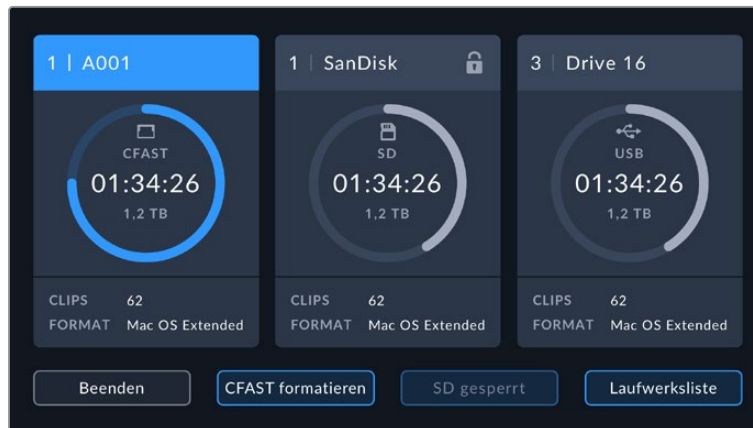 1 | A001
CFAST
01:34:26
1,2 TB
CLIPS 62
FORMAT Mac OS Extended
1 | SanDisk
SD
01:34:26
1,2 TB
CLIPS 62
FORMAT Mac OS Extended
3 | Drive 16
USB
01:34:26
1,2 TB
CLIPS 62
FORMAT Mac OS Extended
Beenden
CFAST formatieren
SD gesperrt
Laufwerksliste